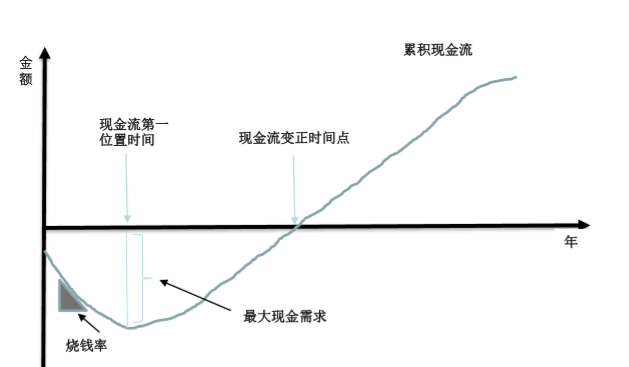 累积现金流
金
额
现金流第一
位置时间
现金流变正时间点
年
最大现金需求
烧钱率